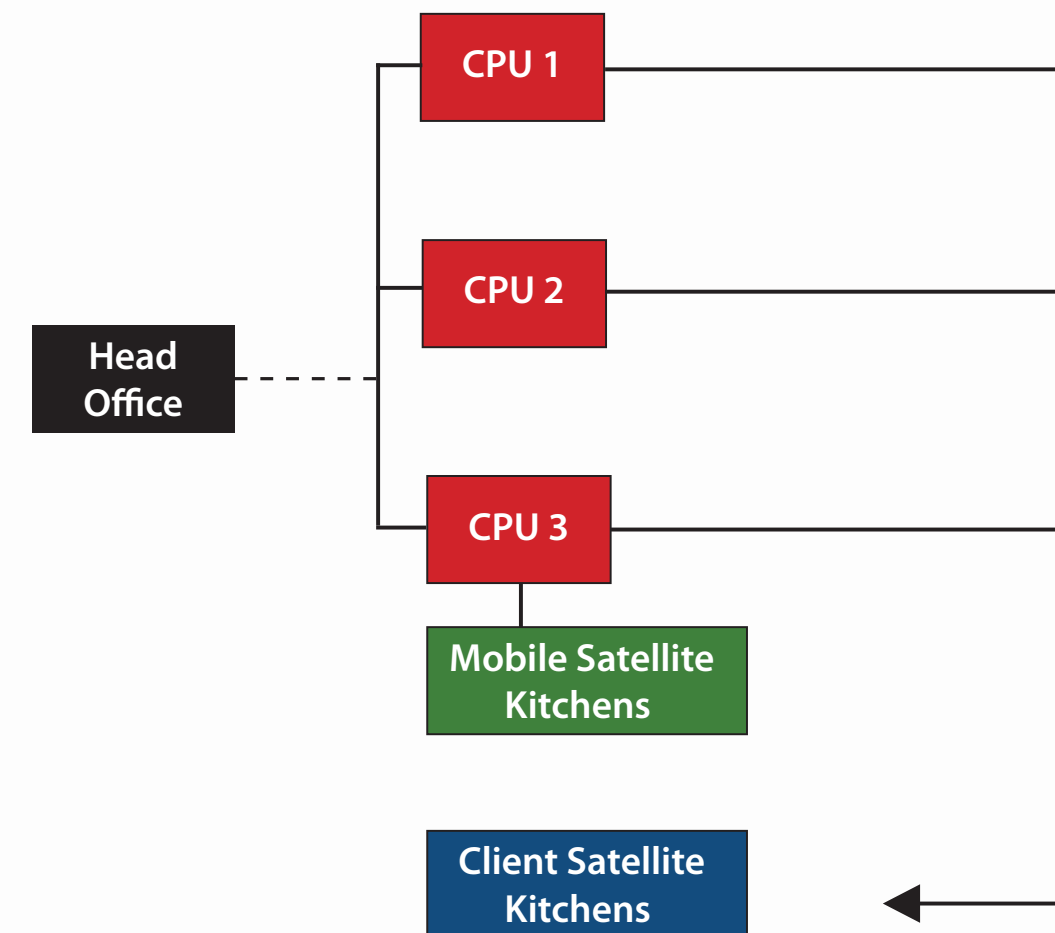 CPU 1
CPU 2
Head
Office
CPU 3
Mobile Satellite
Kitchens
Client Satellite
Kitchens